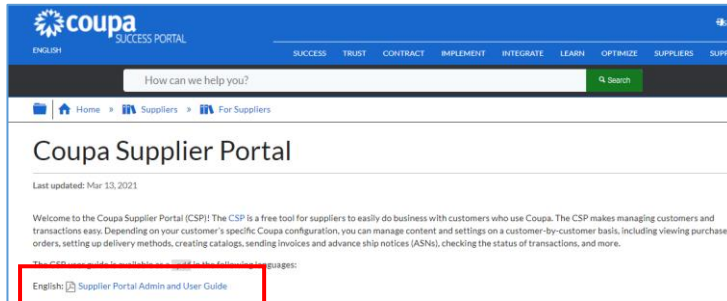 coupa
SUCCESS PORTAL
ENGLISH
SUCCESS TRUST CONTRACT IMPLEMENT INTEGRATE LEARN OPTIMIZE SUPPLIERS
How can we help you?
Search
Home » Suppliers » For Suppliers
Coupa Supplier Portal
Last updated: Mar 13, 2021
Welcome to the Coupa Supplier Portal (CSP)! The CSP is a free tool for suppliers to easily do business with customers who use Coupa. The CSP makes managing customers and
transactions easy. Depending on your customer's specific Coupa configuration, you can manage content and settings on a customer-by-customer basis, including viewing purchase
orders, setting up delivery methods, creating catalogs, sending invoices and advance ship notices (ASNs), checking the status of transactions, and more.
The CSP user guide is available as a .pdf in the following languages:
English: Supplier Portal Admin and User Guide